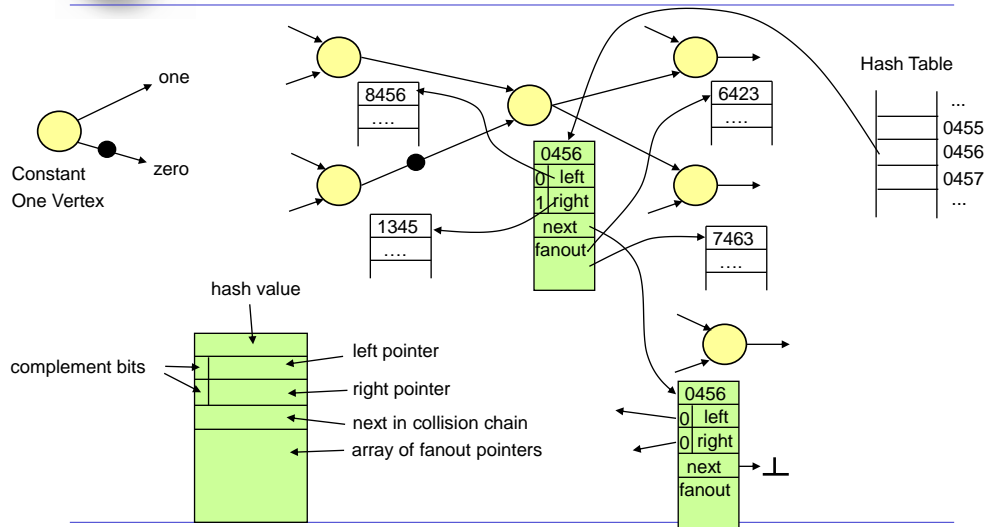 one
zero
Constant
One Vertex
8456
....
1345
....
0456
0 left
1 right
next
fanout
6423
....
7463
....
Hash Table
...
0455
0456
0457
...
hash value
complement bits
left pointer
right pointer
next in collision chain
array of fanout pointers
0456
0 left
0 right
next
fanout